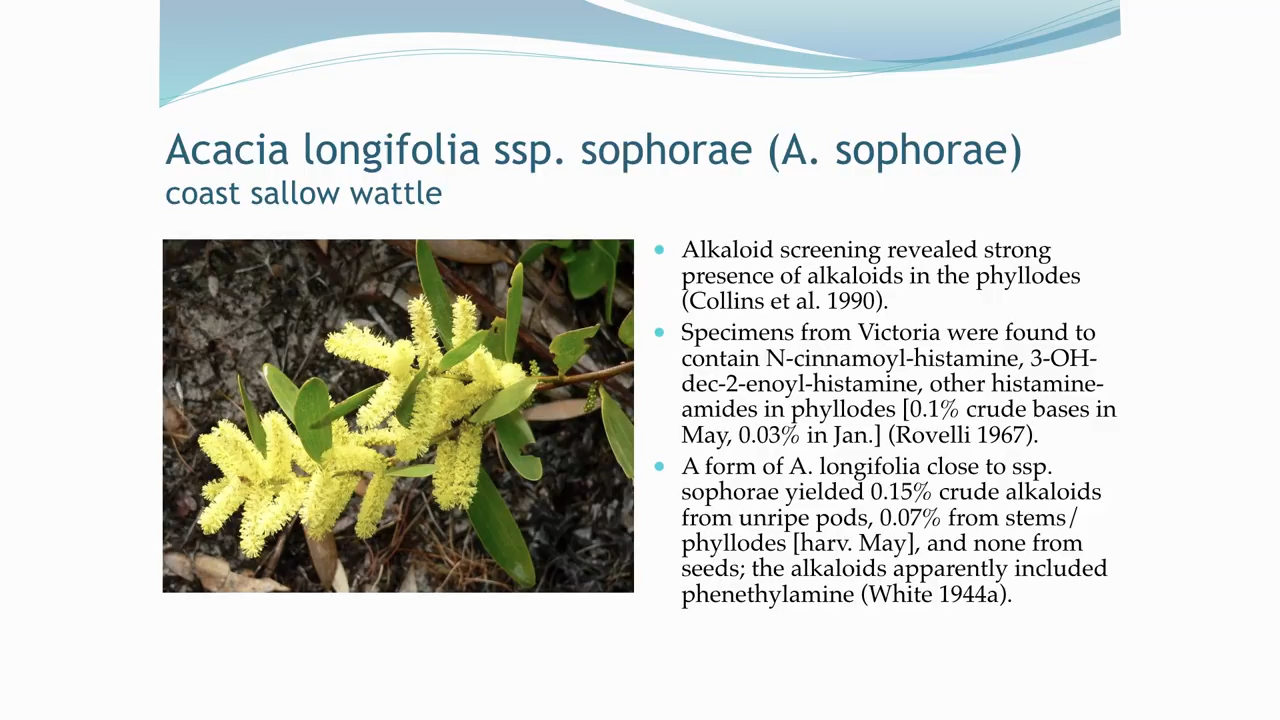 Acacia longifolia ssp. sophorae (A. sophorae)
coast sallow wattle
• Alkaloid screening revealed strong
presence of alkaloids in the phyllodes
(Collins et al. 1990).
• Specimens from Victoria were found to
contain N-cinnamoyl-histamine, 3-OH-
dec-2-enoyl-histamine, other histamine-
amides in phyllodes [0.1% crude bases in
May, 0.03% in Jan.] (Rovelli 1967).
• A form of A. longifolia close to ssp.
sophorae yielded 0.15% crude alkaloids
from unripe pods, 0.07% from stems/
phyllodes [harv. May], and none from
seeds; the alkaloids apparently included
phenethylamine (White 1944a).